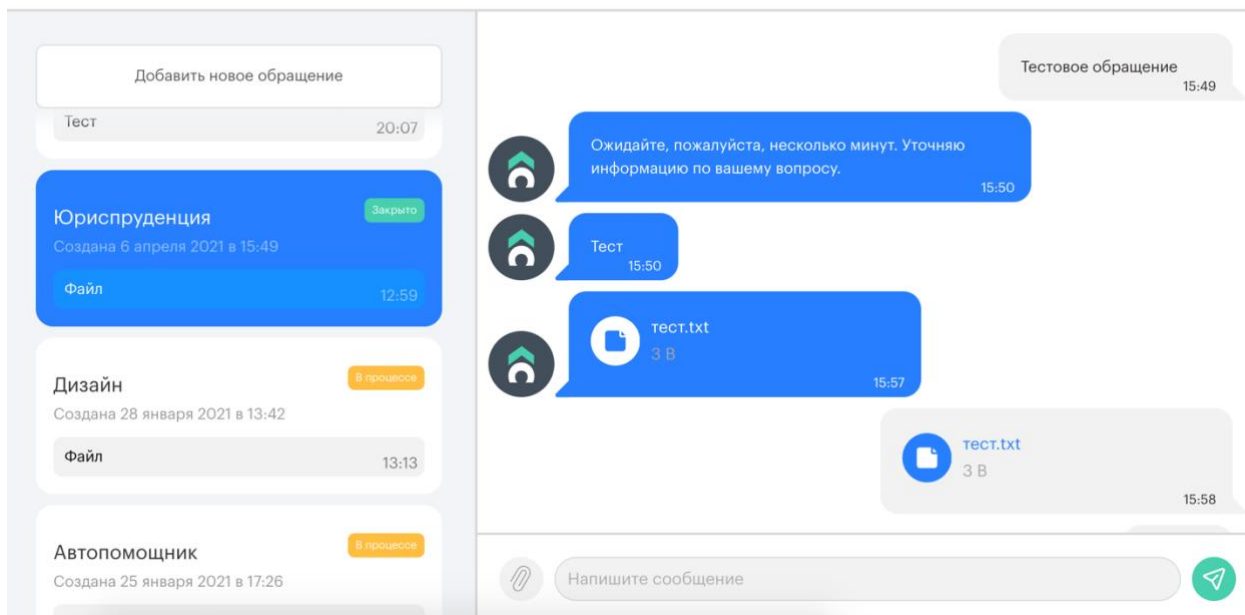 Добавить новое обращение
Тест
20:07
Юриспруденция
Закрыто
Создана 6 апреля 2021 в 15:49
Файл
12:59
Дизайн
В процессе
Создана 28 января 2021 в 13:42
Файл
13:13
Автопомощник
В процессе
Создана 25 января 2021 в 17:26
Тестовое обращение
15:49
Ожидайте, пожалуйста, несколько минут. Уточняю
информацию по вашему вопросу.
15:50
Тест
15:50
тест.txt
3 B
15:57
тест.txt
3 B
15:58
Напишите сообщение